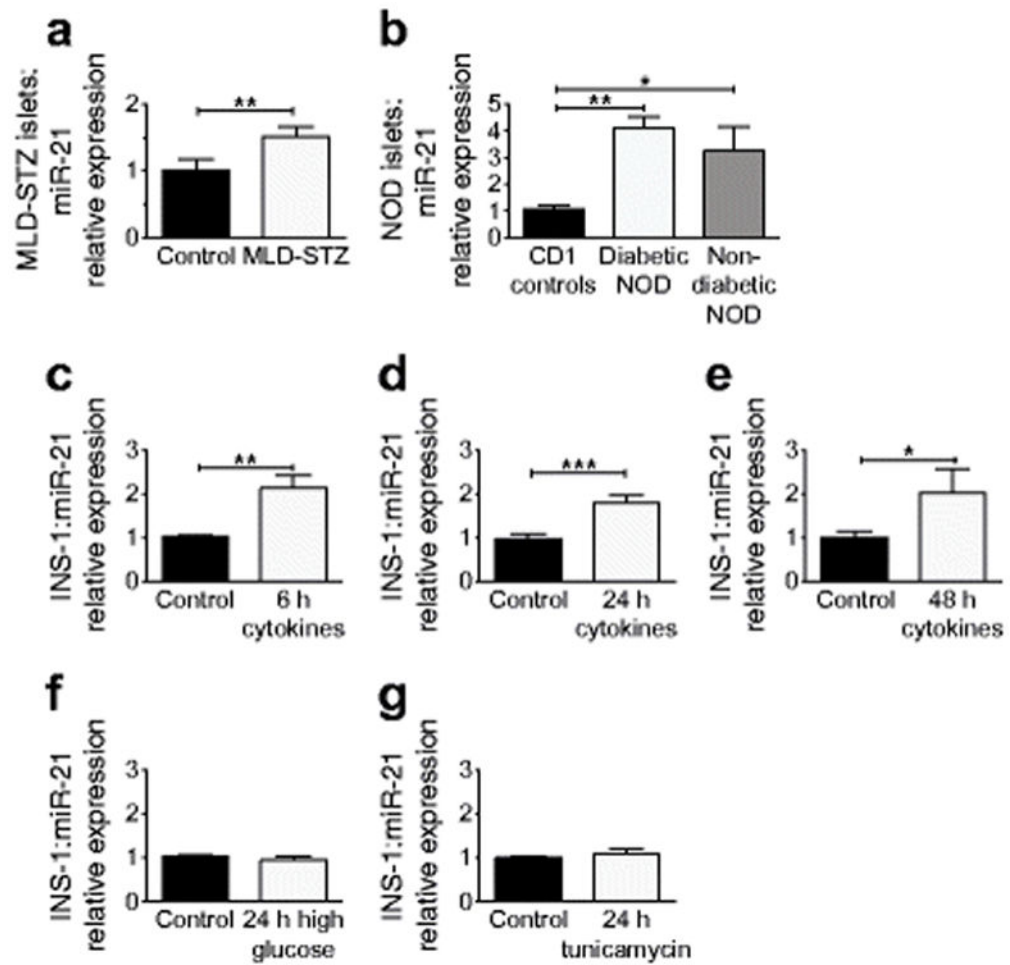 a
MLD-STZ islets:
miR-21
relative expression
2
1
0
**
Control MLD-STZ
b
NOD islets:
miR-21
relative expression
5
4
3
2
1
0
*
**
CD1
controls
Diabetic
NOD
Non-
diabetic
NOD
c
INS-1:miR-21
relative expression
3
2
1
0
**
Control
6 h
cytokines
d
INS-1:miR-21
relative expression
3
2
1
0
***
Control
24 h
cytokines
e
INS-1:miR-21
relative expression
3
2
1
0
*
Control
48 h
cytokines
f
INS-1:miR-21
relative expression
3
2
1
0
Control
24 h high
glucose
g
INS-1:miR-21
relative expression
3
2
1
0
Control
24 h
tunicamycin